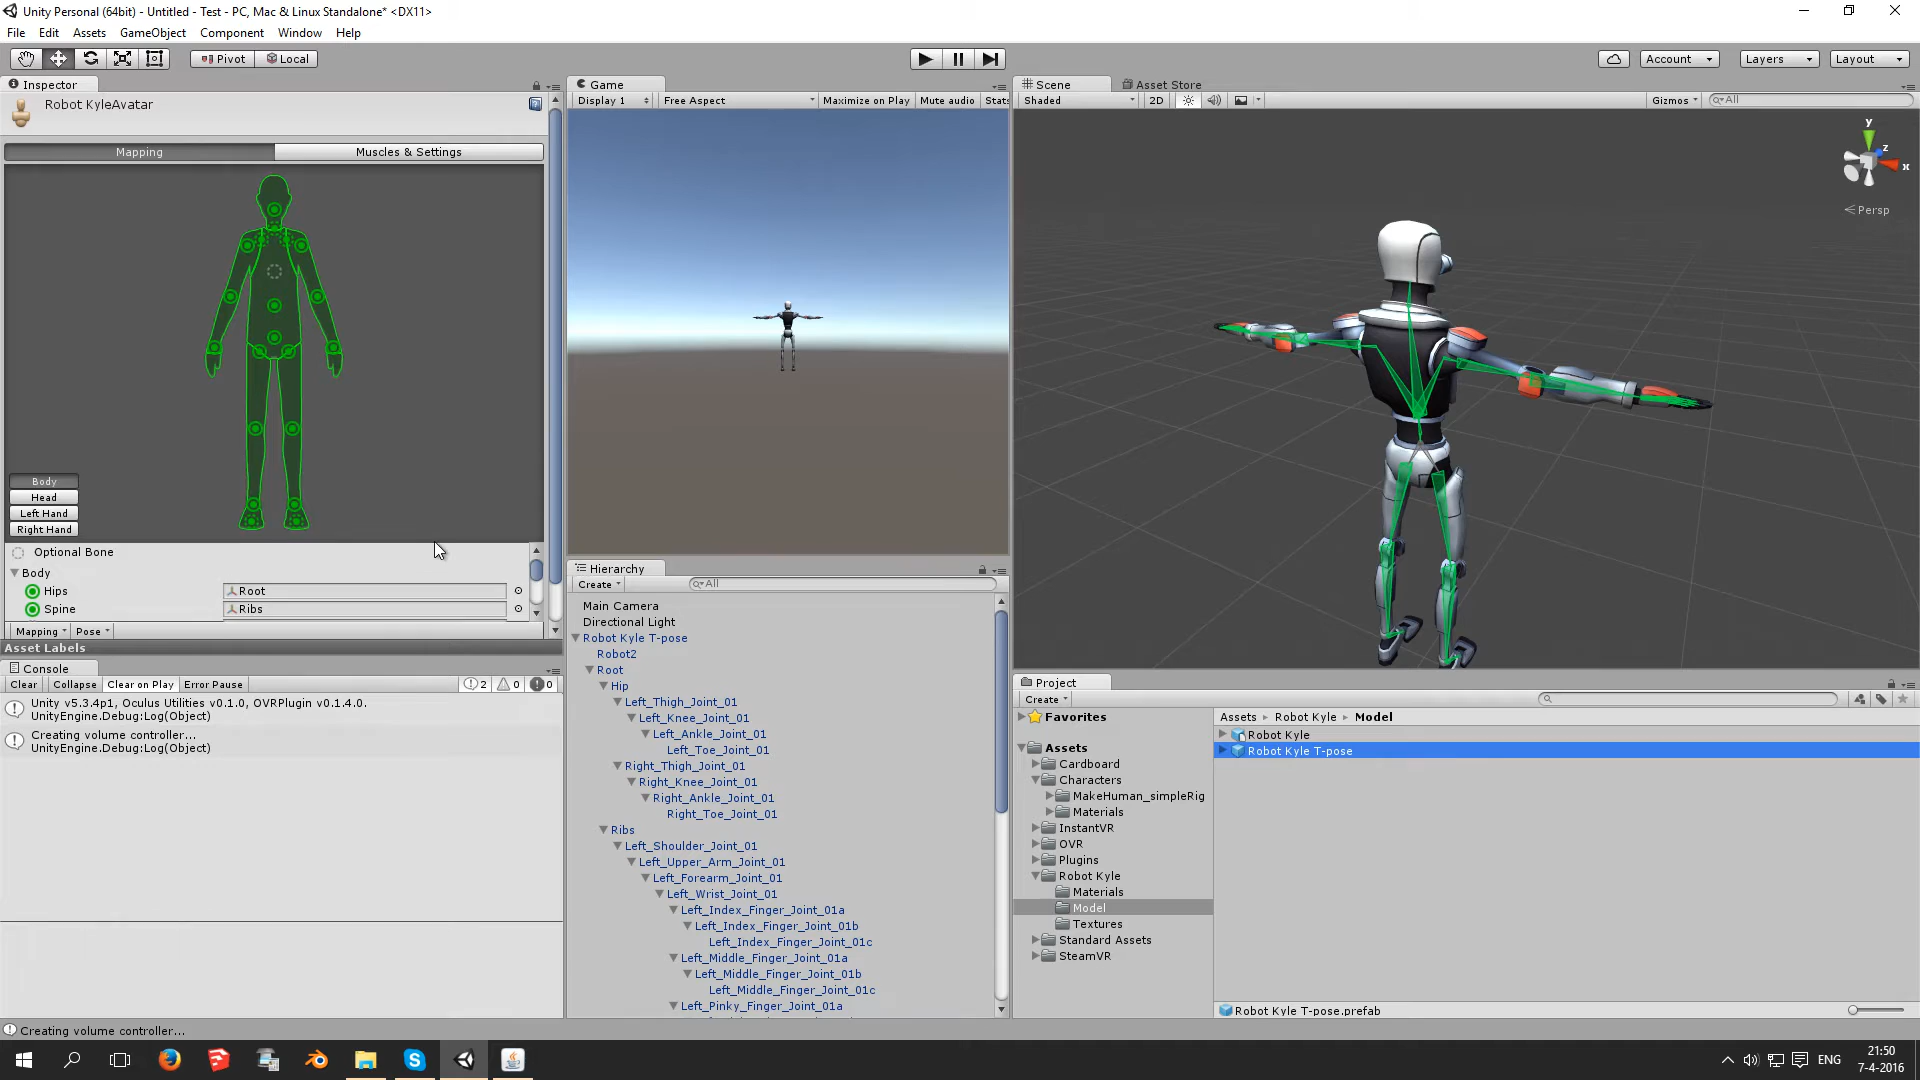 Unity Personal (64bit) - Untitled - Test - PC, Mac & Linux Standalone* <DX11>
File Edit Assets GameObject Component Window Help
Pivot Local Account Layers Layout
Inspector
Robot KyleAvatar
Mapping Muscles & Settings
Body
Head
Left Hand
Right Hand
Optional Bone
Body
Hips Root
Spine Ribs
Mapping Pose
Asset Labels
Console
Clear Collapse Clear on Play Error Pause 2 0 0
Unity v5.3.4p1, Oculus Utilities v0.1.0, OVRPlugin v0.1.4.0.
UnityEngine.Debug:Log(Object)
Creating volume controller...
UnityEngine.Debug:Log(Object)
Game
Display 1 Free Aspect Maximize on Play Mute audio Stats
Hierarchy
Create All
Main Camera
Directional Light
Robot Kyle T-pose
Robot2
Root
Hip
Left_Thigh_Joint_01
Left_Knee_Joint_01
Left_Ankle_Joint_01
Left_Toe_Joint_01
Right_Thigh_Joint_01
Right_Knee_Joint_01
Right_Ankle_Joint_01
Right_Toe_Joint_01
Ribs
Left_Shoulder_Joint_01
Left_Upper_Arm_Joint_01
Left_Forearm_Joint_01
Left_Wrist_Joint_01
Left_Index_Finger_Joint_01a
Left_Index_Finger_Joint_01b
Left_Index_Finger_Joint_01c
Left_Middle_Finger_Joint_01a
Left_Middle_Finger_Joint_01b
Left_Middle_Finger_Joint_01c
Left_Pinky_Finger_Joint_01a
Scene Asset Store
Shaded 2D Gizmos All
y
z
x
Persp
Project
Create
Favorites
Assets
Cardboard
Characters
MakeHuman_simpleRig
Materials
InstantVR
OVR
Plugins
Robot Kyle
Materials
Model
Textures
Standard Assets
SteamVR
Assets Robot Kyle Model
Robot Kyle
Robot Kyle T-pose
Robot Kyle T-pose.prefab
Creating volume controller...
ENG
21:50
7-4-2016